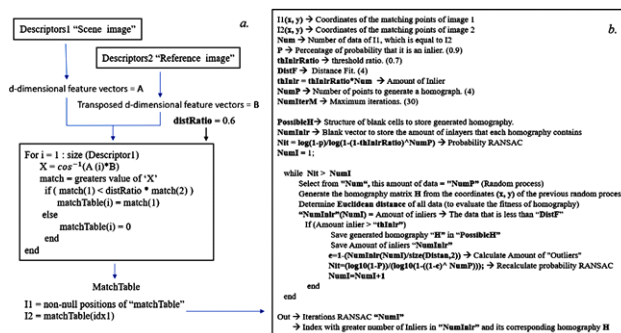 a.
Descriptors1 "Scene image"
Descriptors2 "Reference image"
d-dimensional feature vectors = A
Transposed d-dimensional feature vectors = B
distRatio = 0.6
For i = 1 : size (Descriptor1)
X = cos⁻¹(A (i)*B)
match = greaters value of 'X'
if ( match(1) < distRatio * match(2) )
matchTable(i) = match(1)
else
matchTable(i) = 0
end
end
MatchTable
I1 = non-null positions of "matchTable"
I2 = matchTable(idx1)
b.
I1(x, y) → Coordinates of the matching points of image 1
I2(x, y) → Coordinates of the matching points of image 2
Num → Number of data of I1, which is equal to I2
P → Percentage of probability that it is an inlier. (0.9)
thInlrRatio → threshold ratio. (0.7)
DistF → Distance Fit. (4)
thInlr = thInlrRatio*Num → Amount of Inlier
NumP → Number of points to generate a homograph. (4)
NumIterM → Maximum iterations. (30)
PossibleH → Structure of blank cells to store generated homography.
NumInlr → Blank vector to store the amount of inlayers that each homography contains
Nit = log(1-p)/log(1-(1-thInlrRatio)^NumP) → Probability RANSAC
NumI = 1;
while Nit > NumI
Select from "Num", this amount of data = "NumP" (Random process)
Generate the homography matrix H from the coordinates (x, y) of the previous random process
Determine Euclidean distance of all data (to evaluate the fitness of homography)
"NumInlr"(NumI) = Amount of inliers → The data that is less than "DistF"
If (Amount inlier > "thInlr")
Save generated homography "H" in "PossibleH"
Save Amount of inliers "NumInlr"
e=1-(NumInlr(NumI)/size(Distan,2)) → Calculate Amount of "Outliers"
Nit=(log10(1-P))/(log10(1-((1-e)^ NumP))); → Recalculate probability RANSAC
NumI=NumI+1
end
end
Out → Iterations RANSAC "NumI"
→ Index with greater number of Inliers in "NumInlr" and its corresponding homography H